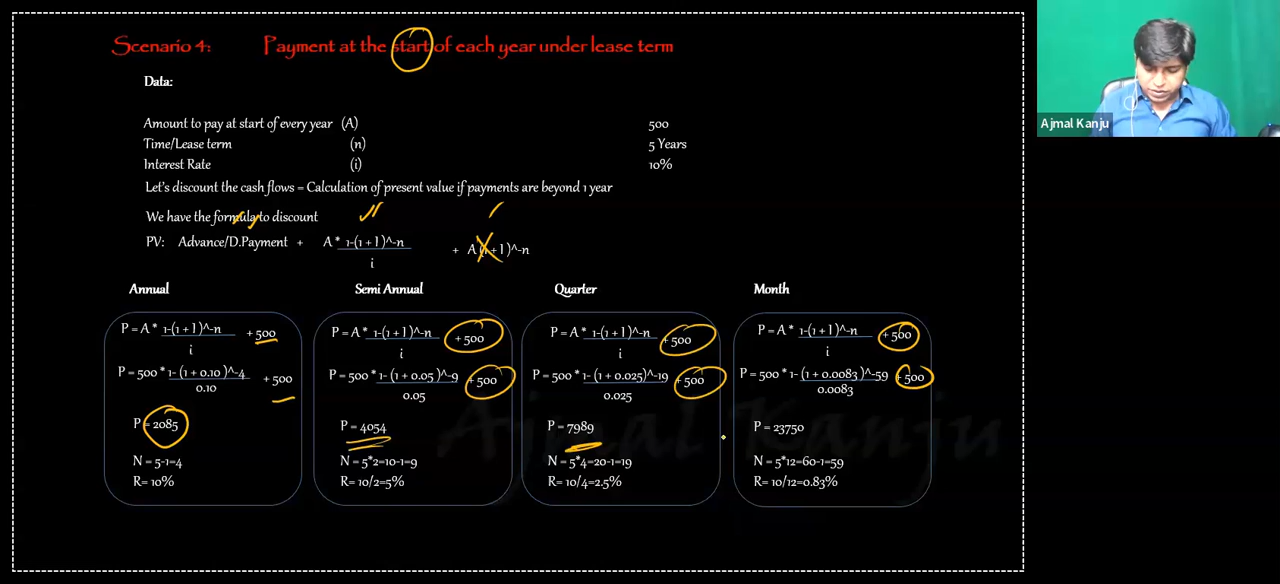 Scenario 4: Payment at the start of each year under lease term
Data:
Amount to pay at start of every year (A) 500
Time/Lease term (n) 5 Years
Interest Rate (i) 10%
Let's discount the cash flows = Calculation of present value if payments are beyond 1 year
We have the formula to discount
PV: Advance/D.Payment + A * 1-(1+1)^-n + A(1+1)^-n
i
Annual Semi Annual Quarter Month
P = A * 1-(1+1)^-n + 500
i
P = 500 * 1-(1+0.10)^-4 + 500
0.10
P = 2085
N = 5-1=4
R= 10%
P = A * 1-(1+1)^-n + 500
i
P = 500 * 1- (1+0.05)^-9 + 500
0.05
P = 4054
N = 5*2=10-1=9
R= 10/2=5%
P = A * 1-(1+1)^-n + 500
i
P = 500 * 1- (1+0.025)^-19 + 500
0.025
P = 7989
N = 5*4=20-1=19
R= 10/4=2.5%
P = A * 1-(1+1)^-n + 500
i
P = 500 * 1- (1+0.0083)^-59 + 500
0.0083
P = 23750
N = 5*12=60-1=59
R= 10/12=0.83%
Ajmal Kanju
Ajmal Kanju